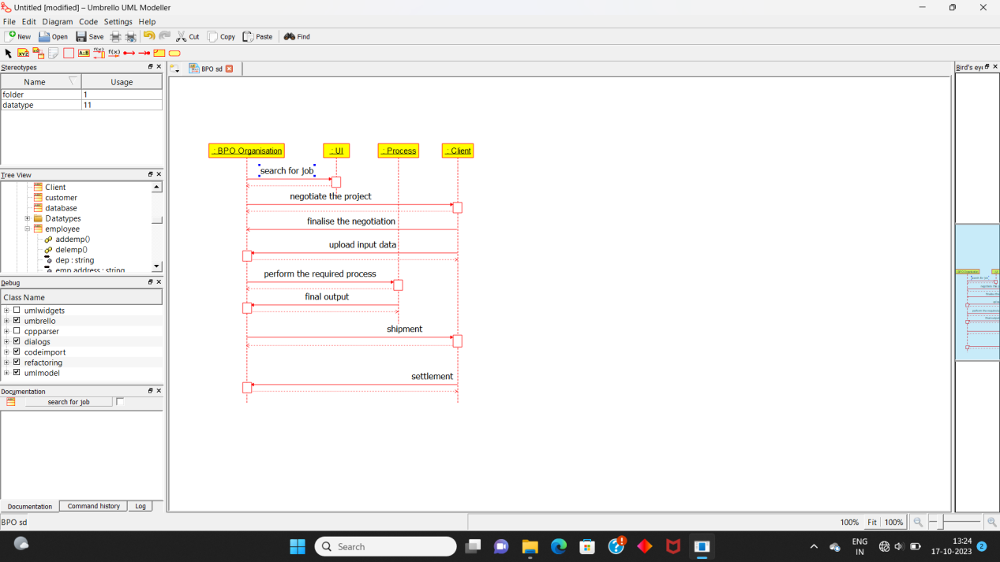 Untitled [modified] – Umbrello UML Modeller
File Edit Diagram Code Settings Help
New Open Save Cut Copy Paste Find
XYZ A:B f(x) f(x)
Stereotypes
Name Usage
folder 1
datatype 11
Tree View
Client
customer
database
Datatypes
employee
addemp()
delemp()
dep : string
emp address : string
Debug
Class Name
umlwidgets
umbrello
cppparser
dialogs
codeimport
refactoring
umlmodel
Documentation
search for job
Documentation Command history Log
BPO sd
BPO sd
: BPO Organisation : UI : Process : Client
search for job
negotiate the project
finalise the negotiation
upload input data
perform the required process
final output
shipment
settlement
Bird's eye
100% Fit 100%
Search
ENG
IN
13:24
17-10-2023
2